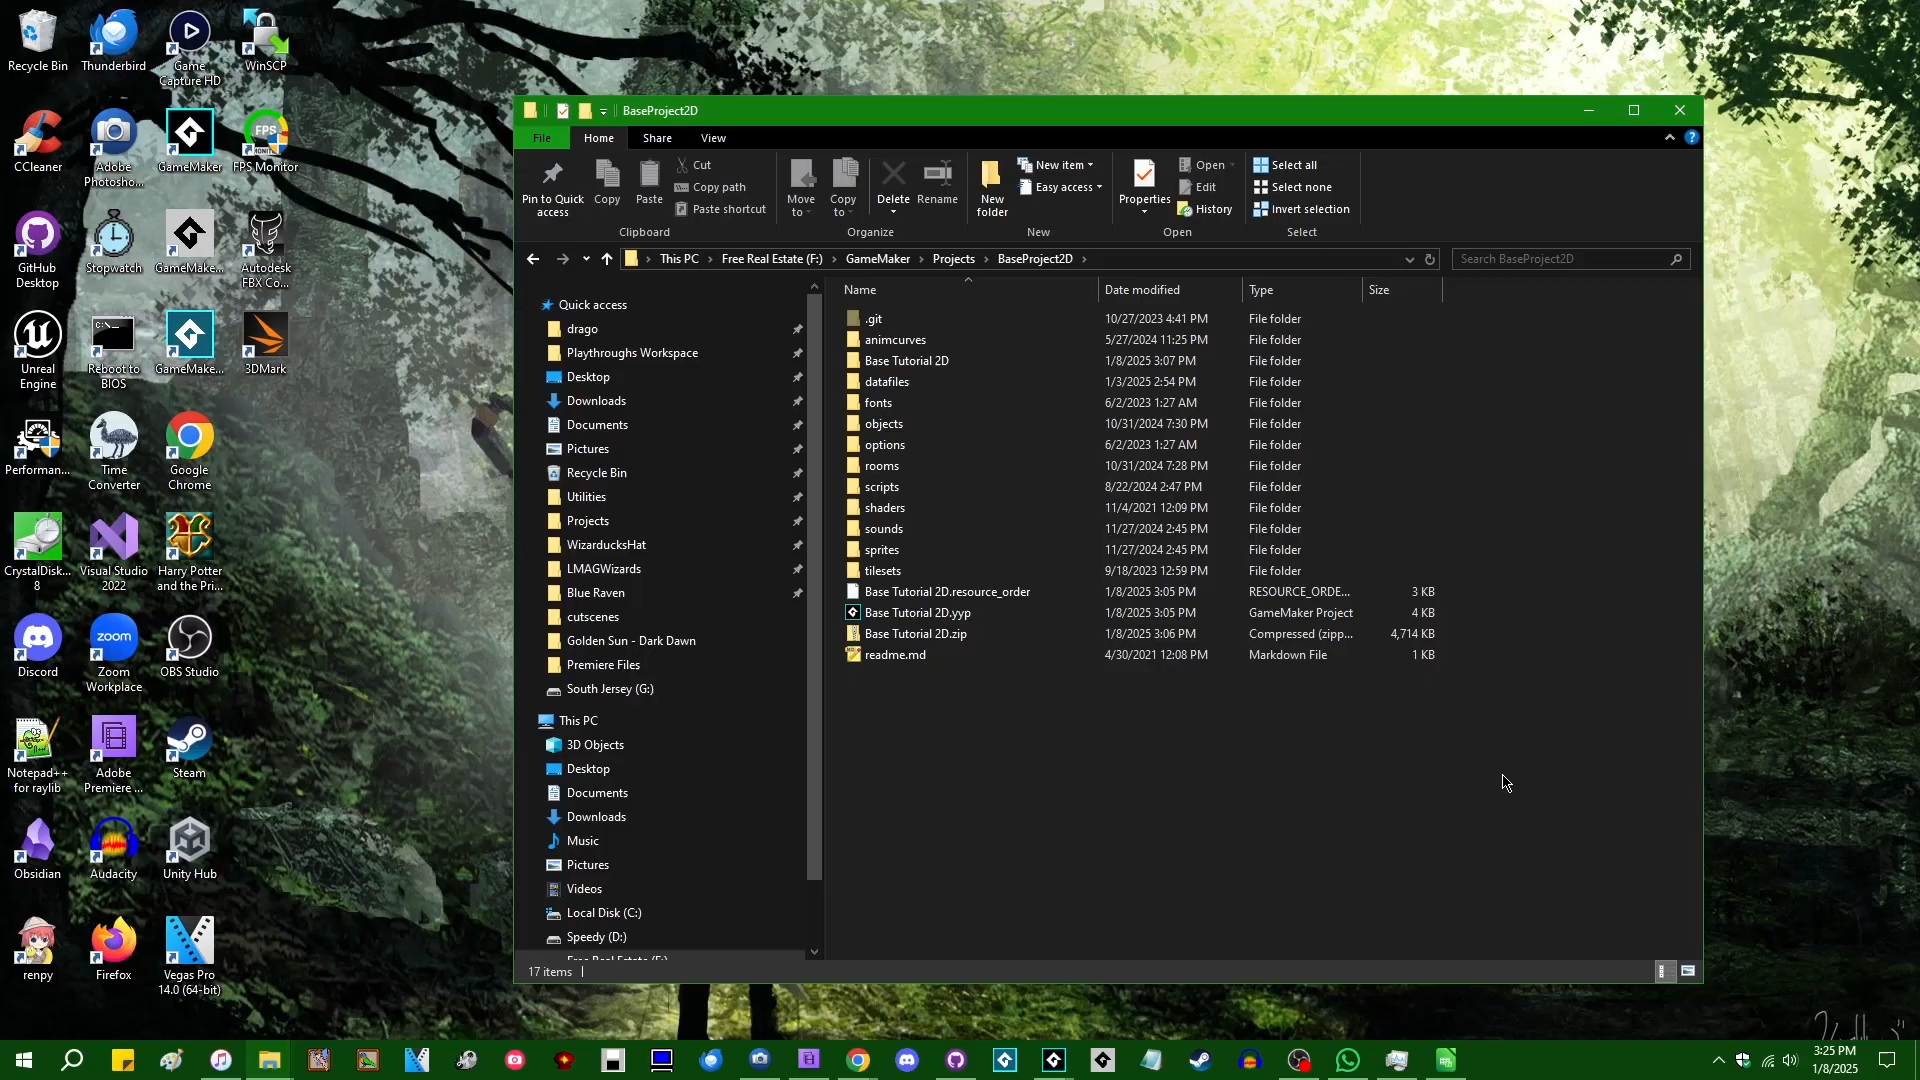 Recycle Bin
Thunderbird
Game
Capture HD
WinSCP
CCleaner
Adobe
Photosho...
GameMaker
FPS Monitor
GitHub
Desktop
Stopwatch
GameMake...
Autodesk
FBX Co...
Unreal
Engine
Reboot to
BIOS
GameMake...
3DMark
Performan...
Time
Converter
Google
Chrome
CrystalDisk...
8
Visual Studio
2022
Harry Potter
and the Pri...
Discord
Zoom
Workplace
OBS Studio
Notepad++
for raylib
Adobe
Premiere ...
Steam
Obsidian
Audacity
Unity Hub
renpy
Firefox
Vegas Pro
14.0 (64-bit)
BaseProject2D
File Home Share View
Pin to Quick
access
Copy
Paste
Cut
Copy path
Paste shortcut
Clipboard
Move
to
Copy
to
Delete
Rename
Organize
New
folder
New item
Easy access
New
Properties
Open
Edit
History
Open
Select all
Select none
Invert selection
Select
This PC > Free Real Estate (F:) > GameMaker > Projects > BaseProject2D >
Search BaseProject2D
Quick access
drago
Playthroughs Workspace
Desktop
Downloads
Documents
Pictures
Recycle Bin
Utilities
Projects
WizarducksHat
LMAGWizards
Blue Raven
cutscenes
Golden Sun - Dark Dawn
Premiere Files
South Jersey (G:)
This PC
3D Objects
Desktop
Documents
Downloads
Music
Pictures
Videos
Local Disk (C:)
Speedy (D:)
Free Real Estate (F:)
Name Date modified Type Size
.git 10/27/2023 4:41 PM File folder
animcurves 5/27/2024 11:25 PM File folder
Base Tutorial 2D 1/8/2025 3:07 PM File folder
datafiles 1/3/2025 2:54 PM File folder
fonts 6/2/2023 1:27 AM File folder
objects 10/31/2024 7:30 PM File folder
options 6/2/2023 1:27 AM File folder
rooms 10/31/2024 7:28 PM File folder
scripts 8/22/2024 2:47 PM File folder
shaders 11/4/2021 12:09 PM File folder
sounds 11/27/2024 2:45 PM File folder
sprites 11/27/2024 2:45 PM File folder
tilesets 9/18/2023 12:59 PM File folder
Base Tutorial 2D.resource_order 1/8/2025 3:05 PM RESOURCE_ORDE... 3 KB
Base Tutorial 2D.yyp 1/8/2025 3:05 PM GameMaker Project 4 KB
Base Tutorial 2D.zip 1/8/2025 3:06 PM Compressed (zipp... 4,714 KB
readme.md 4/30/2021 12:08 PM Markdown File 1 KB
17 items
3:25 PM
1/8/2025